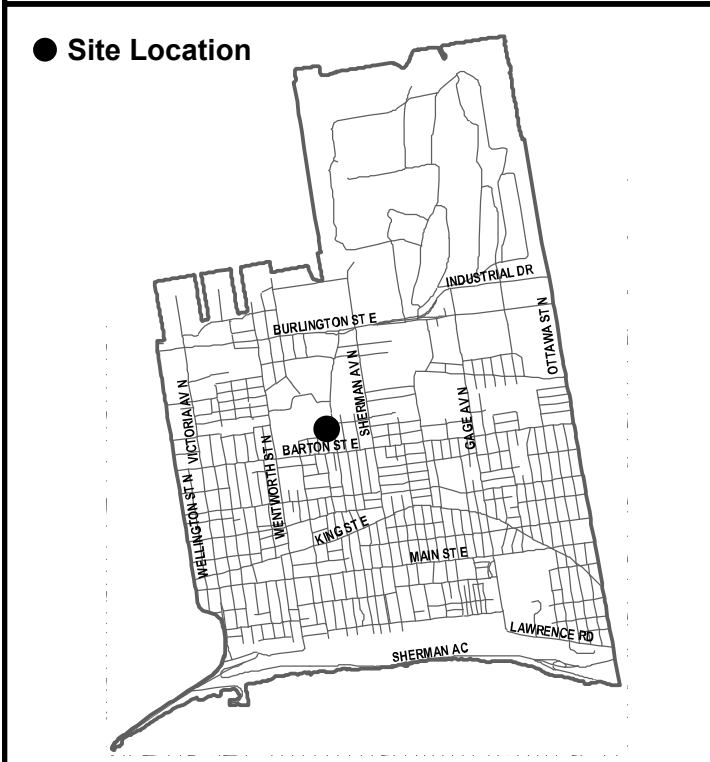 Site Location
INDUSTRIAL DR
BURLINGTON ST E
OTTAWA ST N
SHERMAN AV N
VICTORIA AV N
GAGE AV N
BARTON ST E
WENTWORTH ST N
WELLINGTON ST N
KING ST E
MAIN ST E
LAWRENCE RD
SHERMAN AC